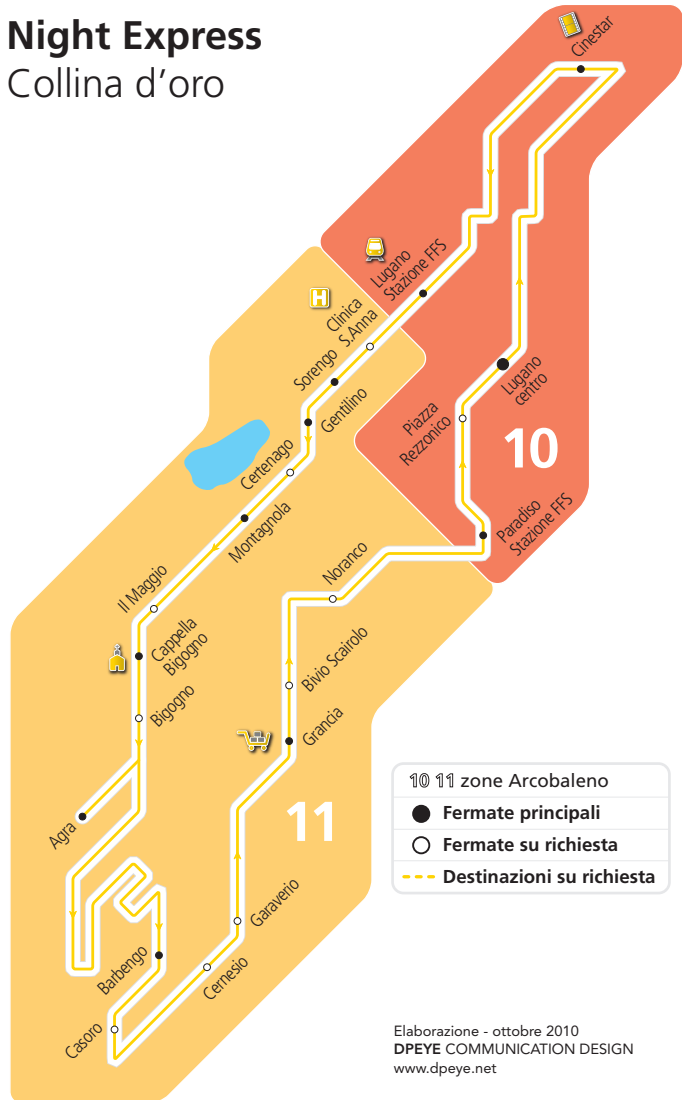 Night Express
Collina d'oro
Cinestar
Lugano
Stazione FFS
H
Clinica
S.Anna
Sorengo
Gentilino
Certenago
Montagnola
Il Maggio
Cappella
Bigogno
Bigogno
Agra
Barbengo
Casoro
Cernesio
Garaverio
Grancia
Bivio Scairolo
Noranco
Paradiso
Stazione FFS
Piazza
Rezzonico
Lugano
centro
10
11
10 11 zone Arcobaleno
Fermate principali
Fermate su richiesta
Destinazioni su richiesta
Elaborazione - ottobre 2010
DPEYE COMMUNICATION DESIGN
www.dpeye.net